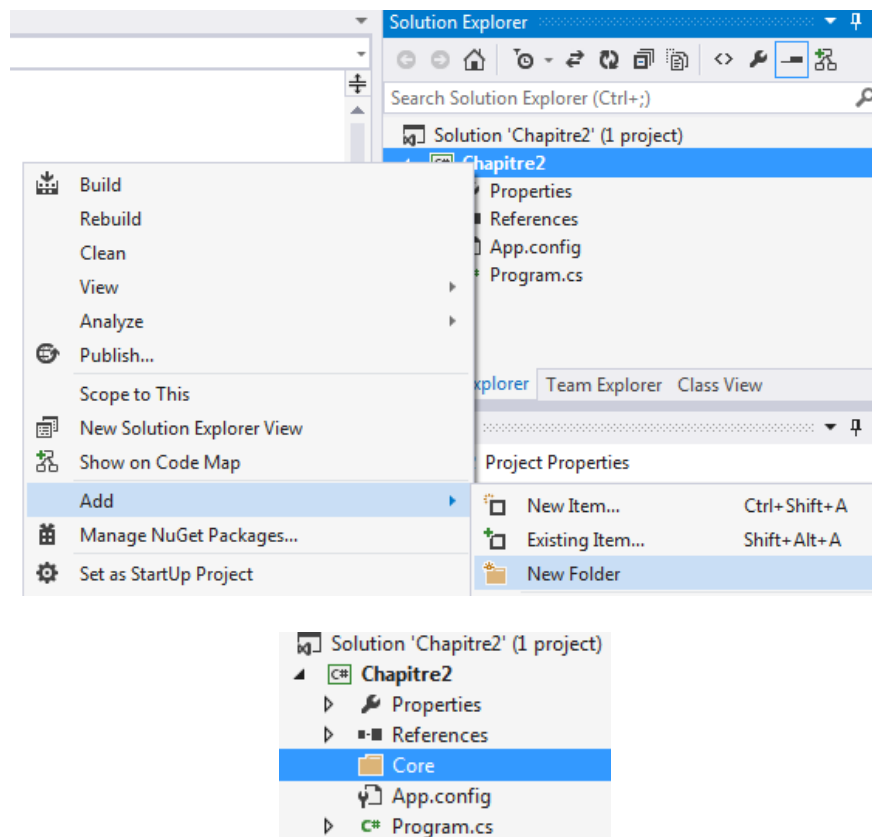 Solution Explorer
Search Solution Explorer (Ctrl+;)
Solution 'Chapitre2' (1 project)
C# Chapitre2
Properties
References
App.config
Program.cs
Build
Rebuild
Clean
View
Analyze
Publish...
Scope to This
New Solution Explorer View
Show on Code Map
Add
Manage NuGet Packages...
Set as StartUp Project
xplorer Team Explorer Class View
Project Properties
New Item... Ctrl+Shift+A
Existing Item... Shift+Alt+A
New Folder
Solution 'Chapitre2' (1 project)
C# Chapitre2
Properties
References
Core
App.config
C# Program.cs